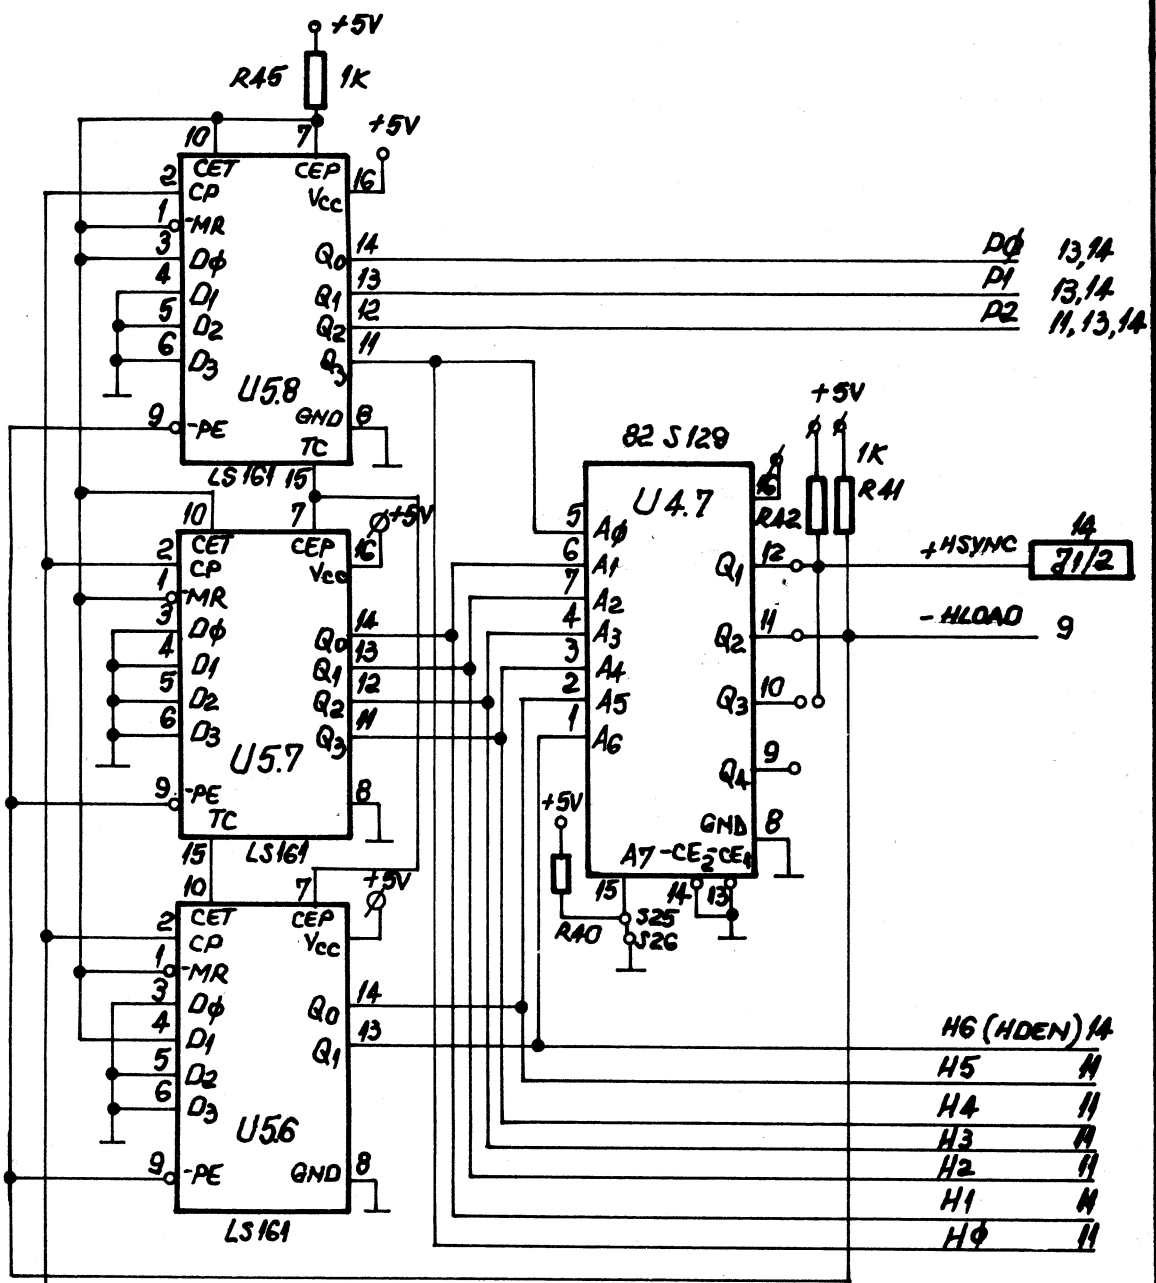 +5V
R45 1K
+5V
10 7
CET CEP
2 CP Vcc 16
1 -MR
3 Dϕ Q0 14 Pϕ 13,14
4 D1 Q1 13 P1 13,14
5 D2 Q2 12 P2 11,13,14
6 D3 Q3 11
U5.8
9 -PE GND 8
TC
LS161 15
+5V
82 S 129
1K
16 R42 R41
U4.7
10 7 +5V
CET CEP 16
2 CP Vcc
1 -MR
3 Dϕ Q0 14
4 D1 Q1 13
5 D2 Q2 12
6 D3 Q3 11
U5.7
9 -PE 8
TC
15 LS161
5 Aϕ
6 A1 Q1 12 +HSYNC 14 J1/2
7 A2
4 A3 Q2 11 -HLOAD 9
3 A4
2 A5 Q3 10
1 A6
Q4 9
+5V GND 8
A7 -CE2 -CE1
15 14 13
R40 S25
S26
10 7 +5V
CET CEP
2 CP Vcc
1 -MR
3 Dϕ Q0 14
4 D1 Q1 13
5 D2
6 D3
U5.6
9 -PE GND 8
LS161
H6 (HDEN) 14
H5 11
H4 11
H3 11
H2 11
H1 11
Hϕ 11